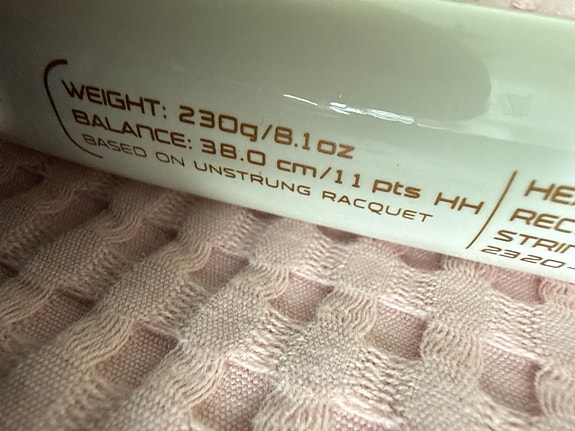 WEIGHT: 230g/8.1oz
BALANCE: 38.0 cm/11 pts HH
BASED ON UNSTRUNG RACQUET